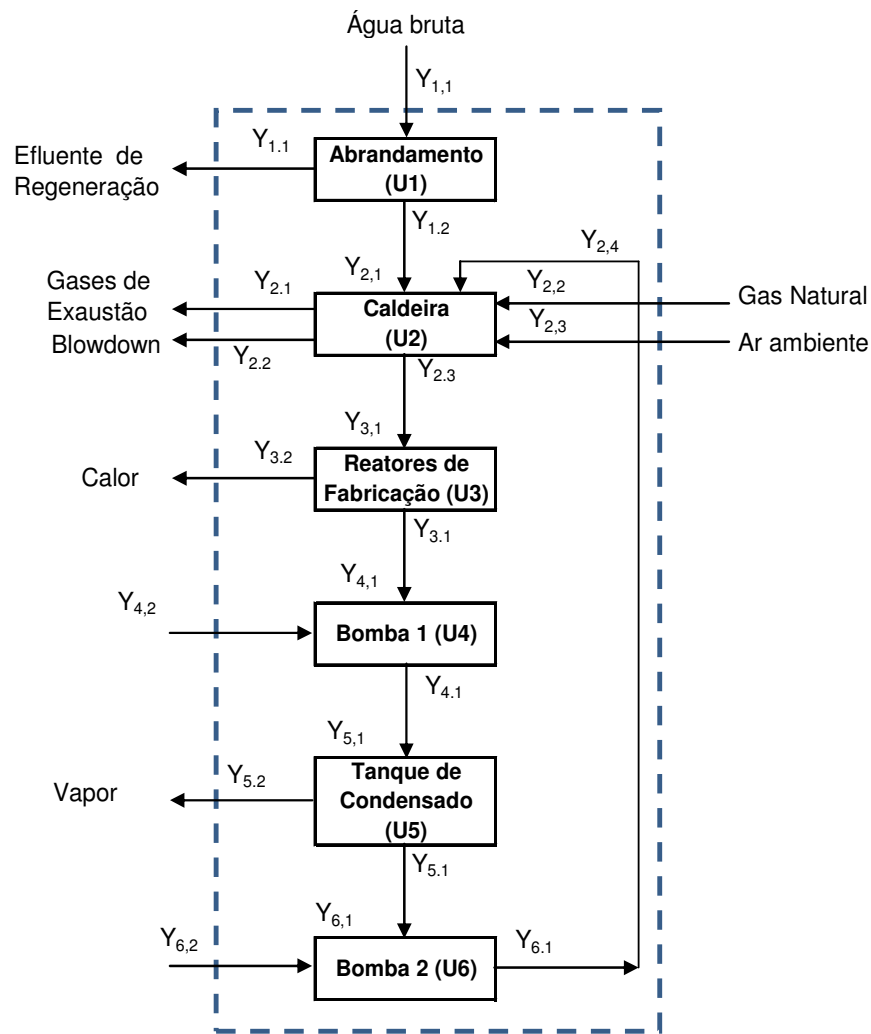 Água bruta
Y1,1
Y1.1
Abrandamento
(U1)
Efluente de
Regeneração
Y1.2
Y2,4
Y2,1
Y2.1
Y2,2
Gases de
Exaustão
Caldeira
(U2)
Gas Natural
Y2,3
Blowdown
Ar ambiente
Y2.2
Y2.3
Y3,1
Y3.2
Reatores de
Fabricação (U3)
Calor
Y3.1
Y4,1
Y4,2
Bomba 1 (U4)
Y4.1
Y5,1
Y5.2
Tanque de
Condensado
(U5)
Vapor
Y5.1
Y6,1
Y6,2
Y6.1
Bomba 2 (U6)